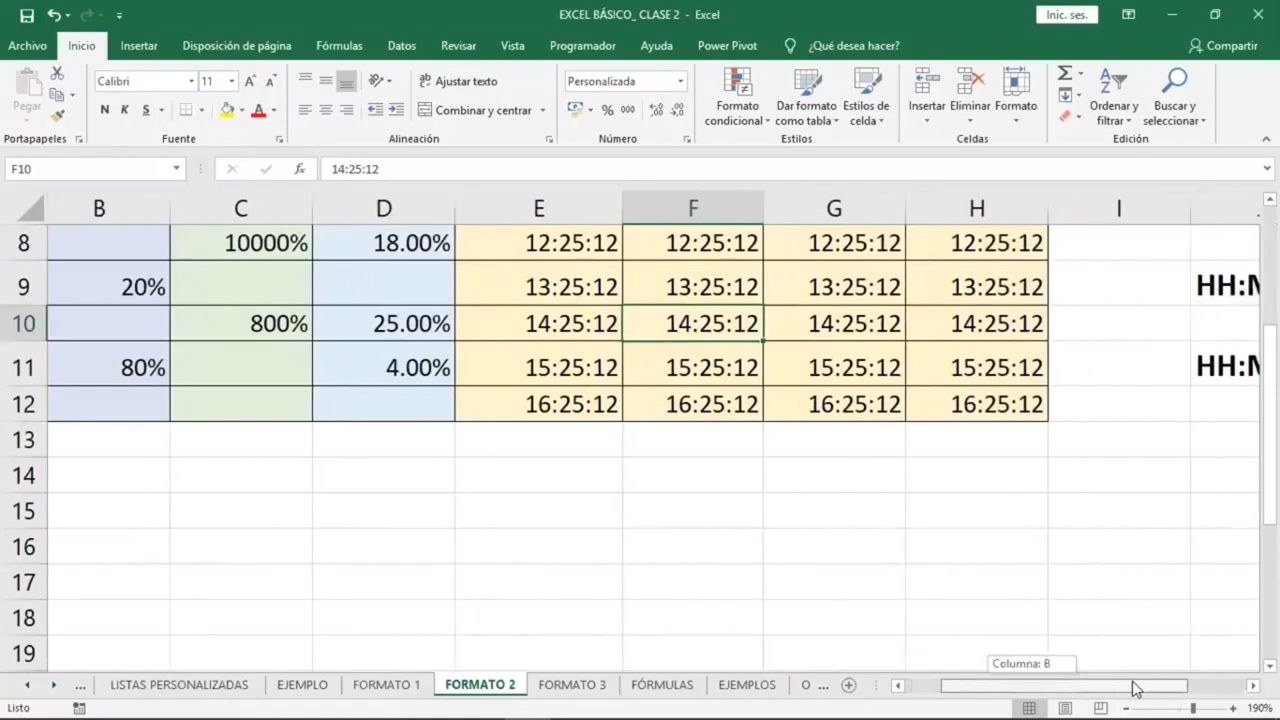 EXCEL BÁSICO_ CLASE 2 - Excel
Inic. ses.
Archivo Inicio Insertar Disposición de página Fórmulas Datos Revisar Vista Programador Ayuda Power Pivot ¿Qué desea hacer? Compartir
Pegar
Calibri 11
N K S
Ajustar texto
Combinar y centrar
Personalizada
% 000
Formato condicional
Dar formato como tabla
Estilos de celda
Insertar Eliminar Formato
Ordenar y filtrar
Buscar y seleccionar
Portapapeles Fuente Alineación Número Estilos Celdas Edición
F10 fx 14:25:12
B C D E F G H I
8 10000% 18.00% 12:25:12 12:25:12 12:25:12 12:25:12
9 20% 13:25:12 13:25:12 13:25:12 13:25:12
10 800% 25.00% 14:25:12 14:25:12 14:25:12 14:25:12
11 80% 4.00% 15:25:12 15:25:12 15:25:12 15:25:12
12 16:25:12 16:25:12 16:25:12 16:25:12
13
14
15
16
17
18
19
Columna: B
... LISTAS PERSONALIZADAS EJEMPLO FORMATO 1 FORMATO 2 FORMATO 3 FÓRMULAS EJEMPLOS O ...
Listo 190%